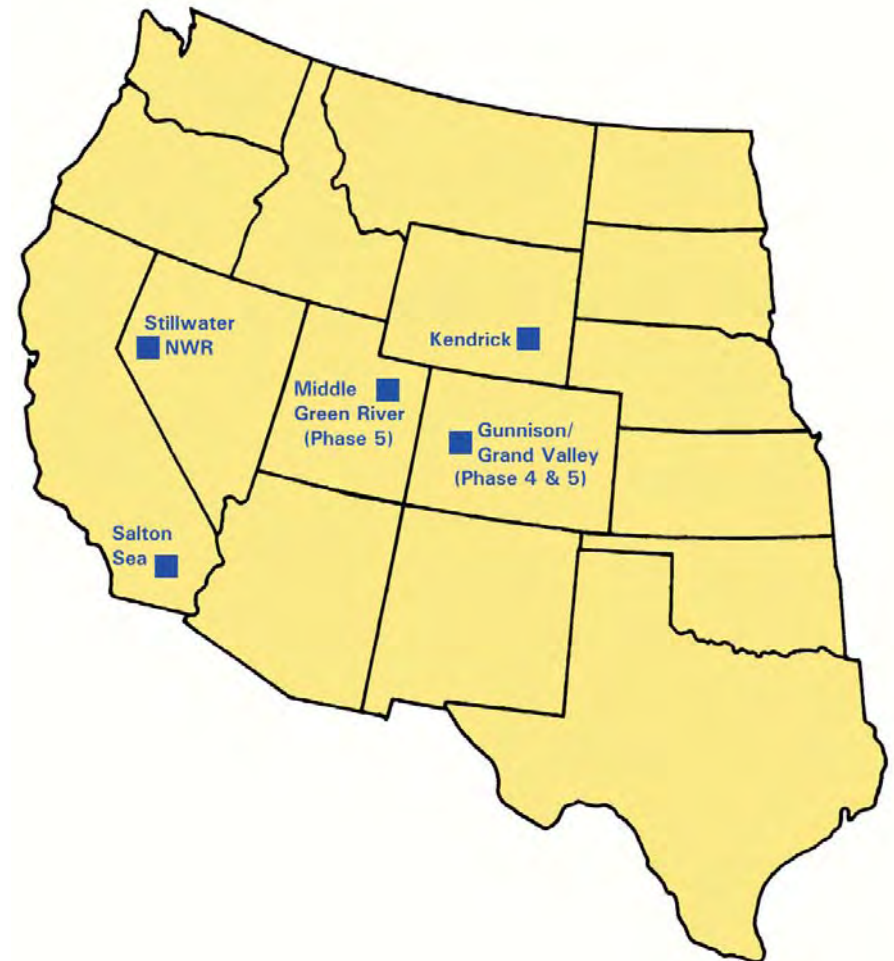 Stillwater
NWR
Kendrick
Middle
Green River
(Phase 5)
Gunnison/
Grand Valley
(Phase 4 & 5)
Salton
Sea